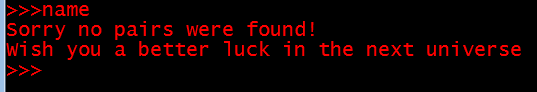 >>>name
Sorry no pairs were found!
Wish you a better luck in the next universe
>>>